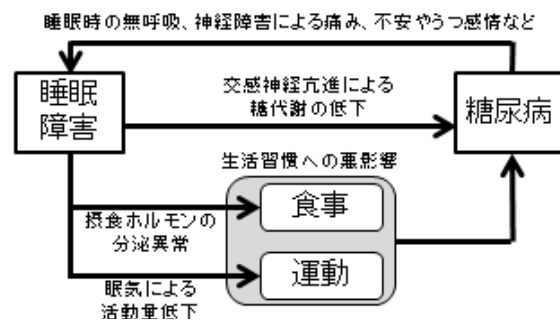 睡眠時の無呼吸、神経障害による痛み、不安やうつ感情など
睡眠
障害
交感神経亢進による
糖代謝の低下
糖尿病
生活習慣への悪影響
摂食ホルモンの
分泌異常
食事
眠気による
活動量低下
運動